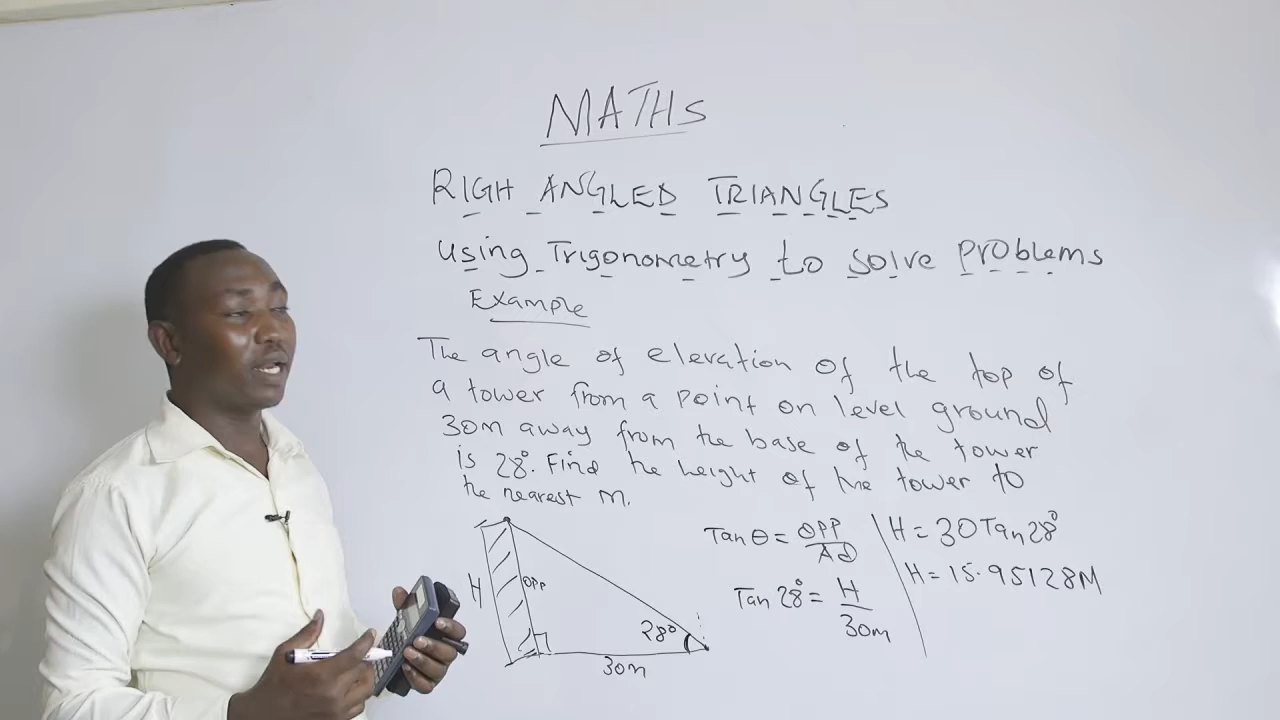 MATHS
RIGH ANGLED TRIANGLES
Using Trigonometry to solve problems
Example
The angle of elevation of the top of
a tower from a point on level ground
30m away from the base of the tower
is 28°. Find the height of the tower to
the nearest M.
H
OPP
28°
30m
Tan θ = OPP
Ad
Tan 28° = H
30m
H = 30Tan28°
H = 15.95128M